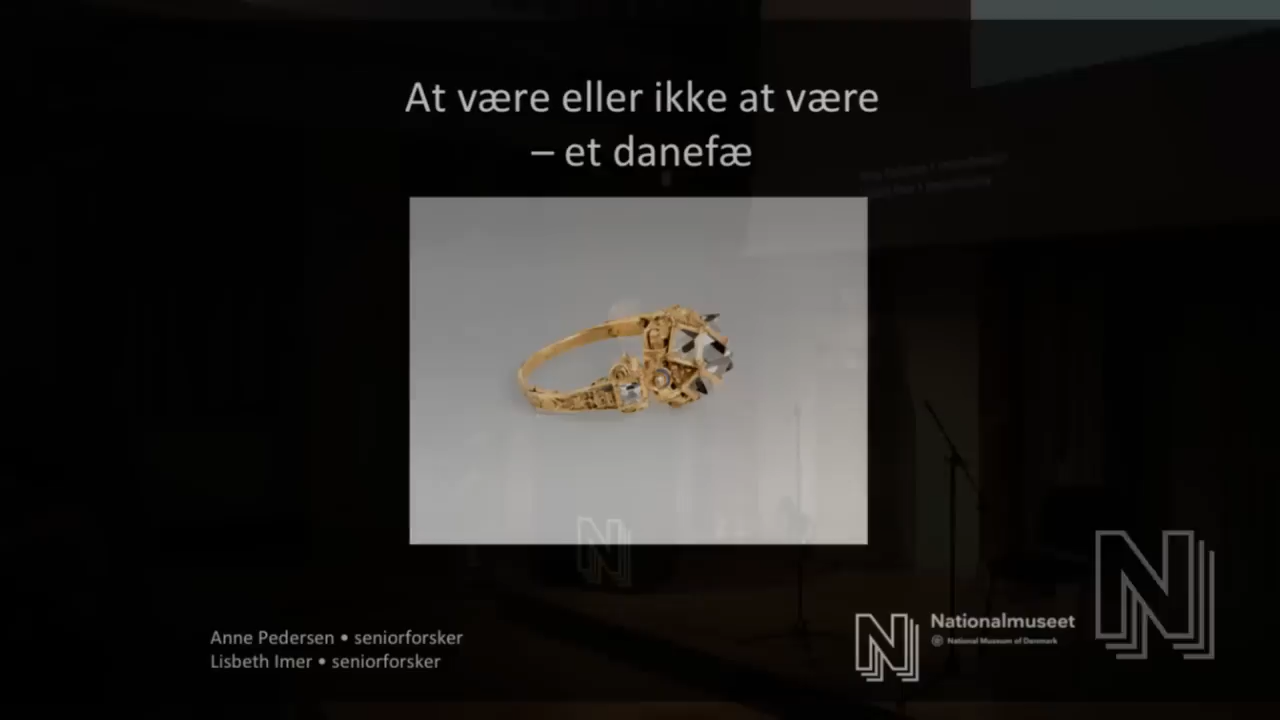 At være eller ikke at være
– et danefæ
Anne Pedersen • seniorforsker
Lisbeth Imer • seniorforsker
Nationalmuseet
National Museum of Denmark